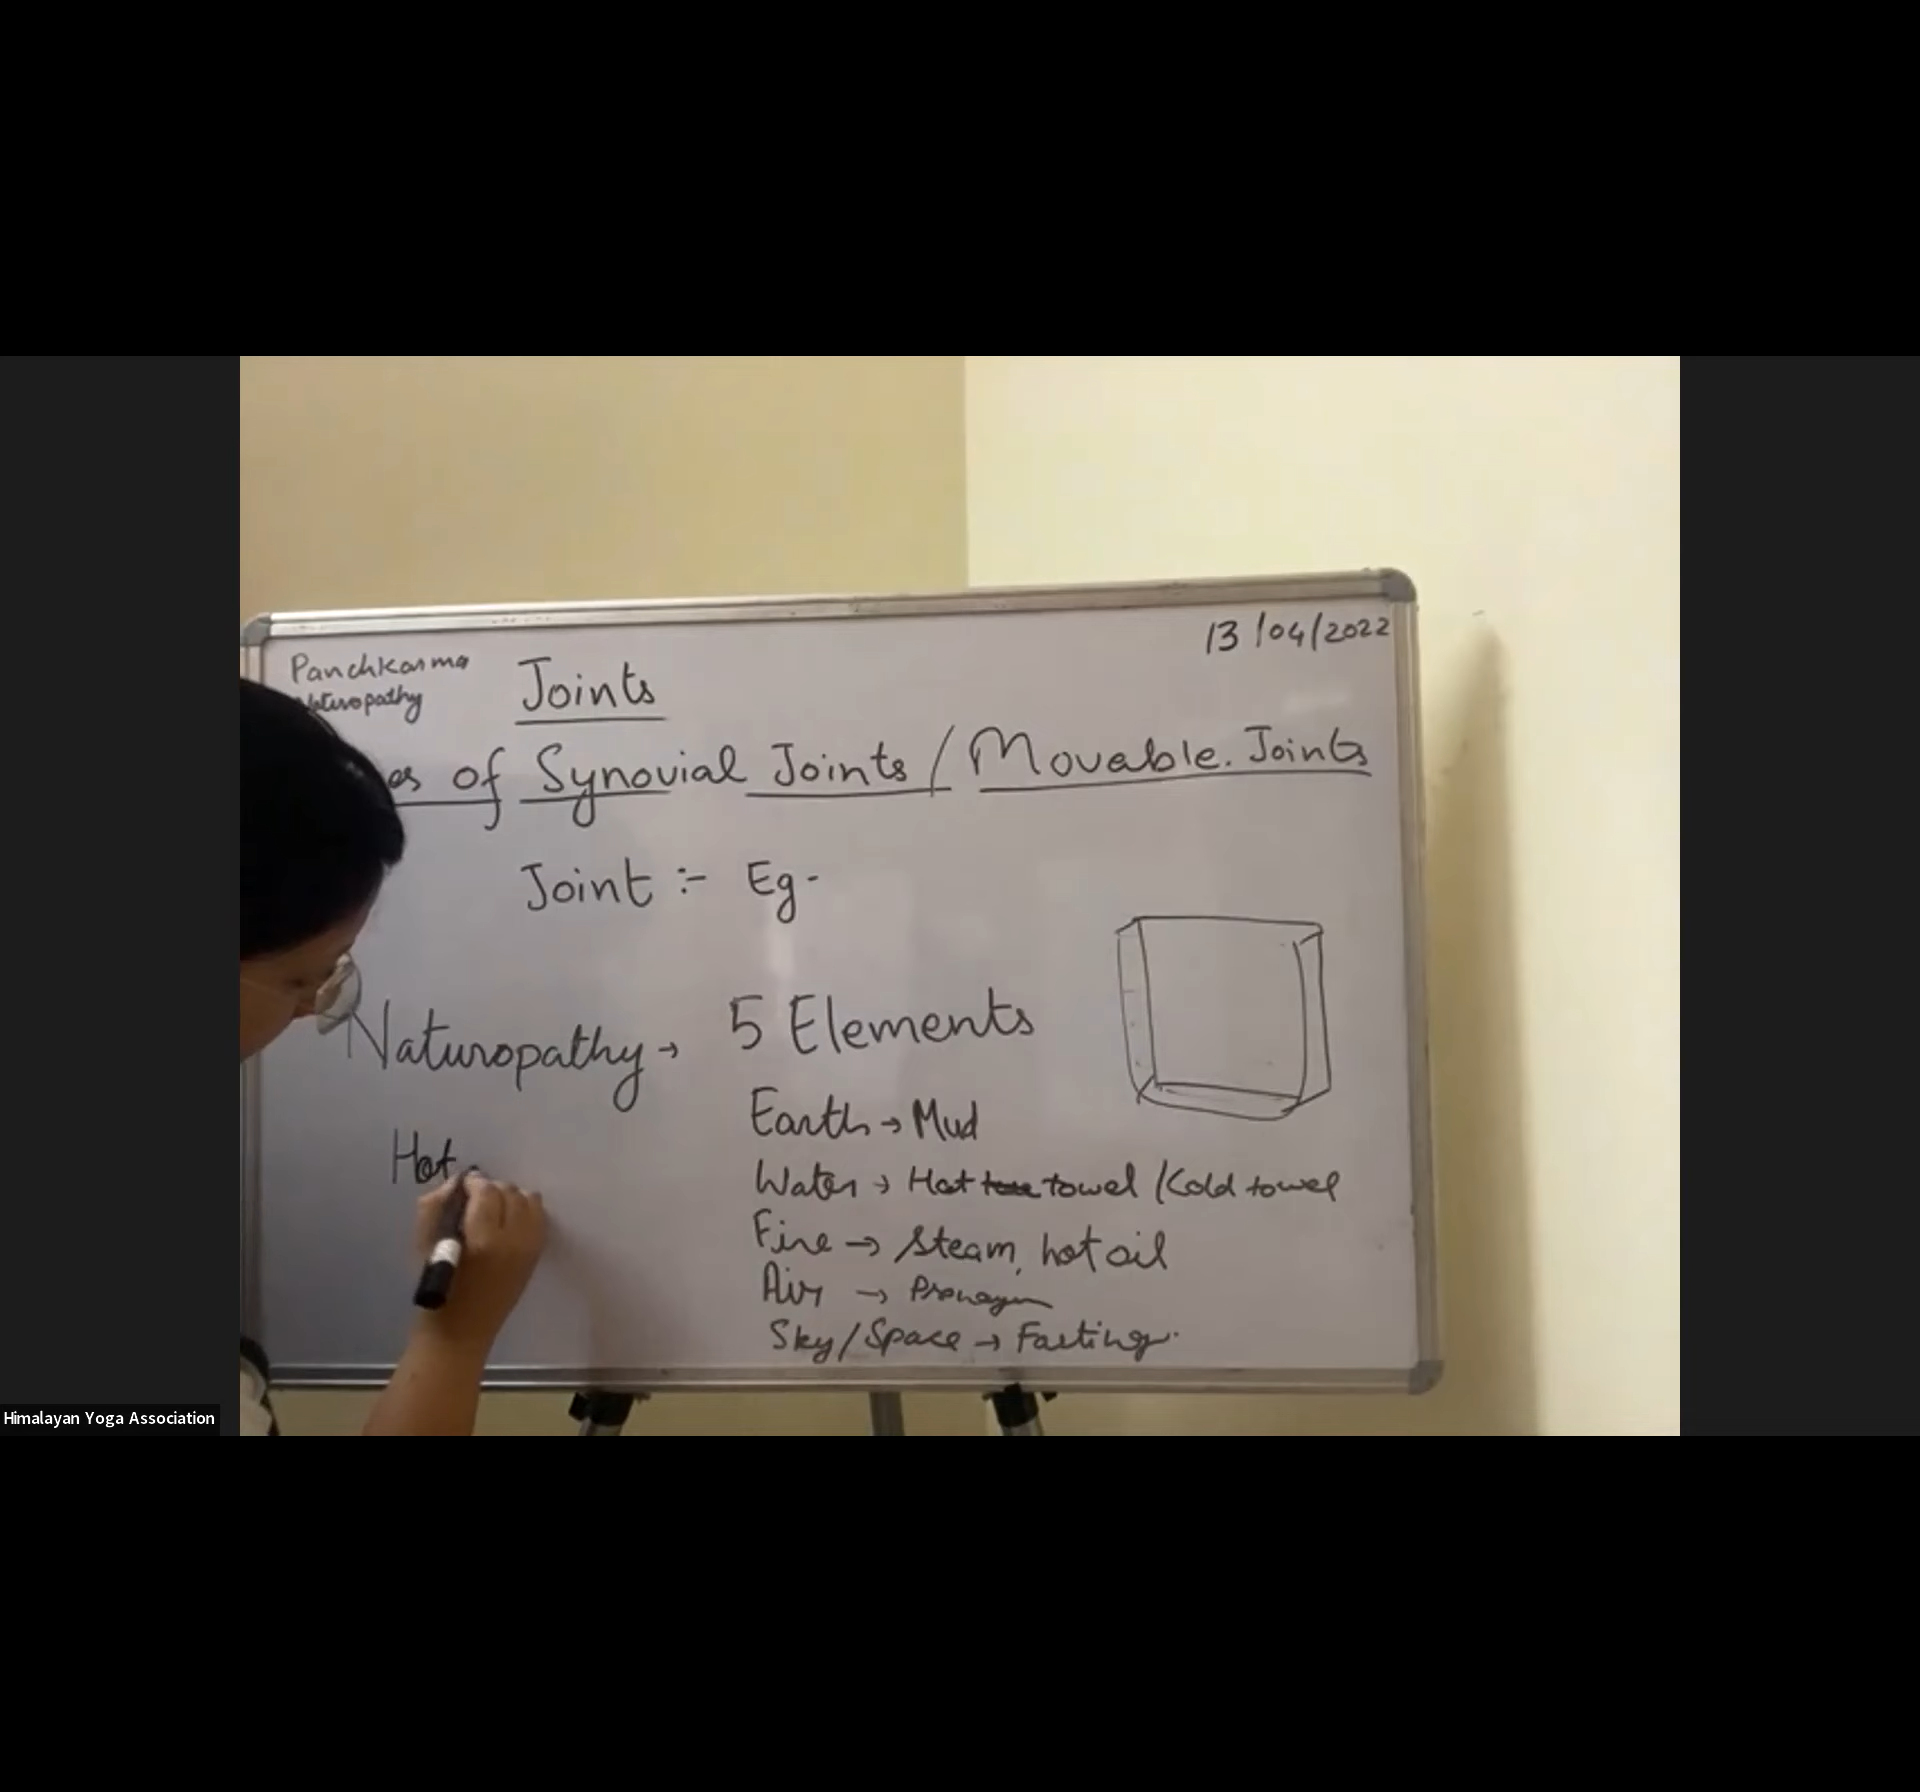 13/04/2022
Panchkarma
Joints
of Synovial Joints / Movable. Joints
Joint :- Eg -
Naturopathy → 5 Elements
Earth → Mud
Water → Hot towel / Kold towel
Fire → Steam, hot oil
Air →
Sky / Space → Fasting.
Hot
Himalayan Yoga Association